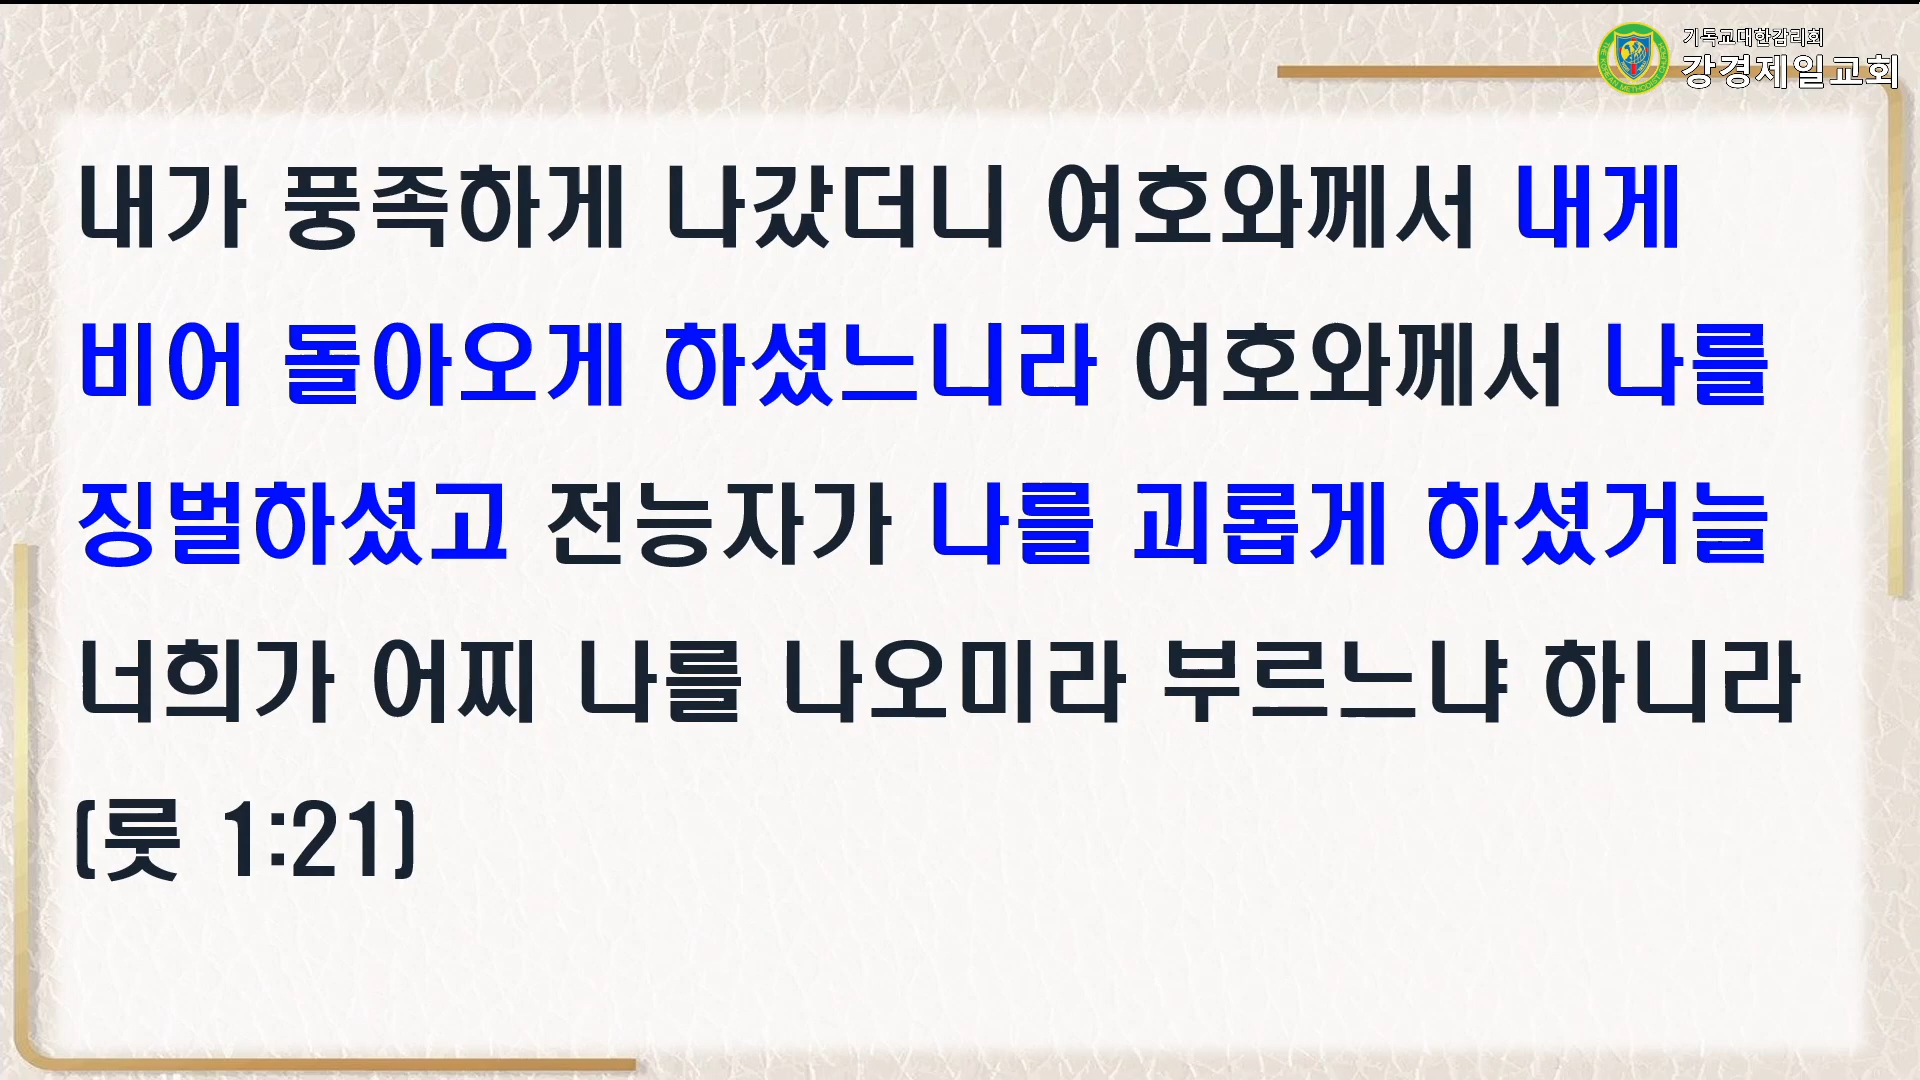 기독교대한감리회
강경제일교회
내가 풍족하게 나갔더니 여호와께서 내게
비어 돌아오게 하셨느니라 여호와께서 나를
징벌하셨고 전능자가 나를 괴롭게 하셨거늘
너희가 어찌 나를 나오미라 부르느냐 하니라
(룻 1:21)